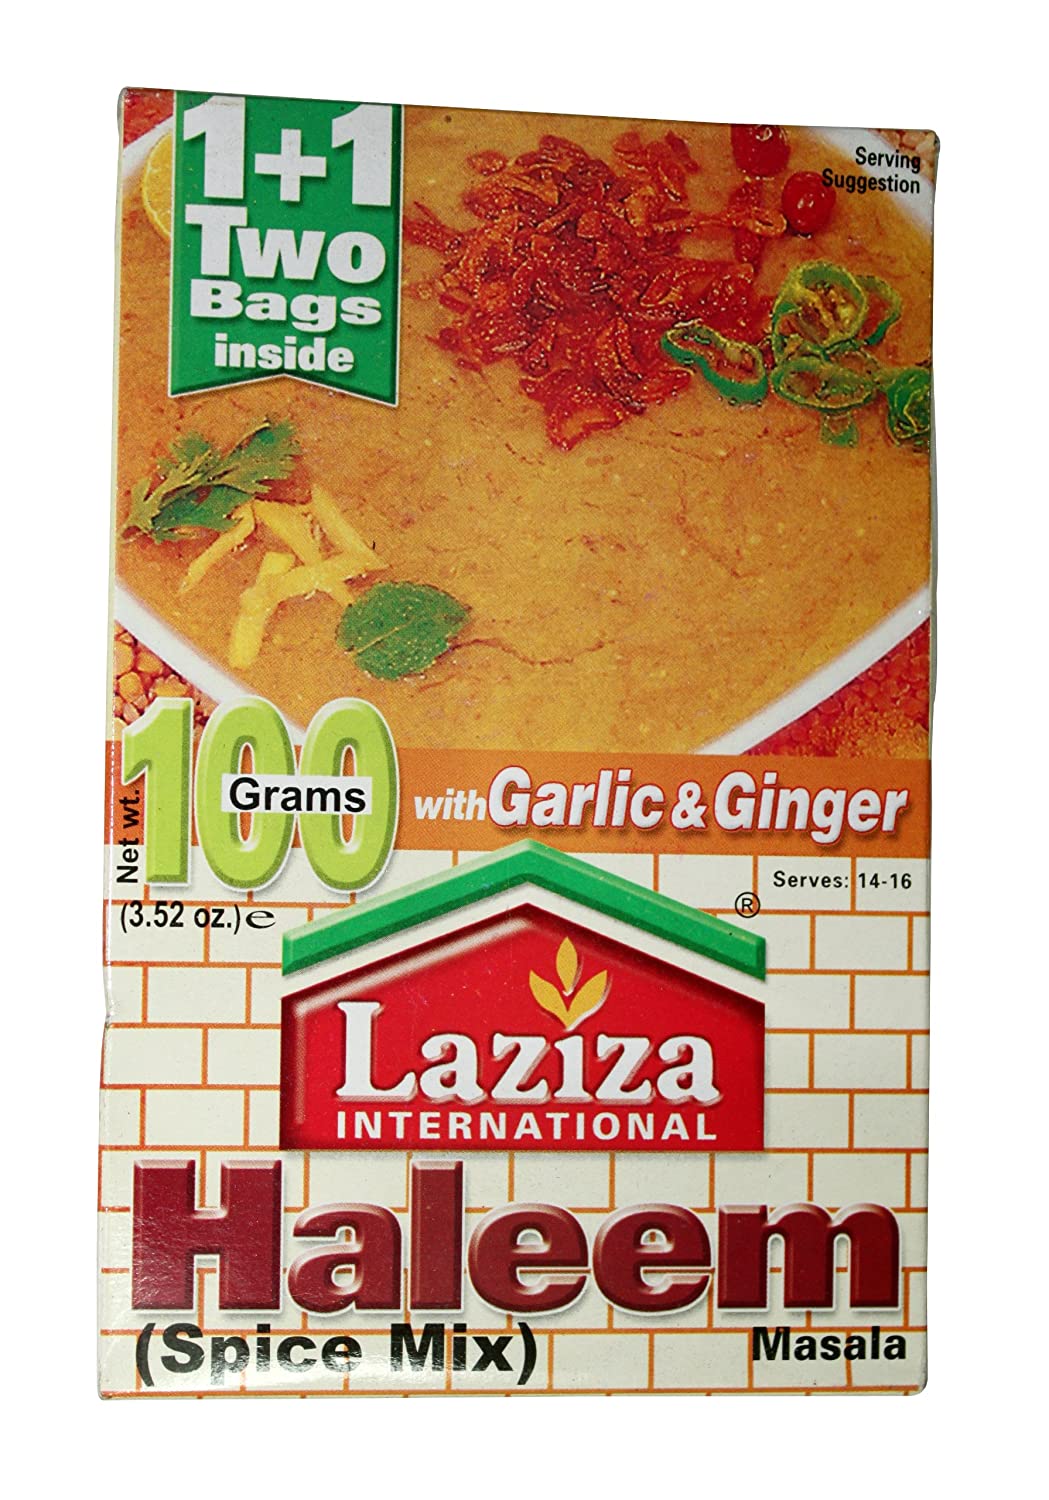 1+1
Two
Bags
inside
Serving
Suggestion
Net wt.
100
Grams
(3.52 oz.) ℮
with Garlic & Ginger
Serves: 14-16
®
Laziza
INTERNATIONAL
Haleem
(Spice Mix)
Masala